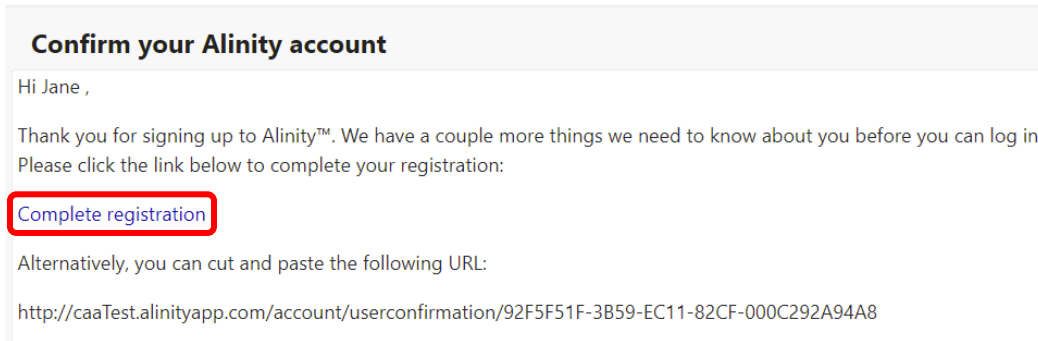 Confirm your Alinity account
Hi Jane ,
Thank you for signing up to Alinity™. We have a couple more things we need to know about you before you can log in
Please click the link below to complete your registration:
Complete registration
Alternatively, you can cut and paste the following URL:
http://caaTest.alinityapp.com/account/userconfirmation/92F5F51F-3B59-EC11-82CF-000C292A94A8